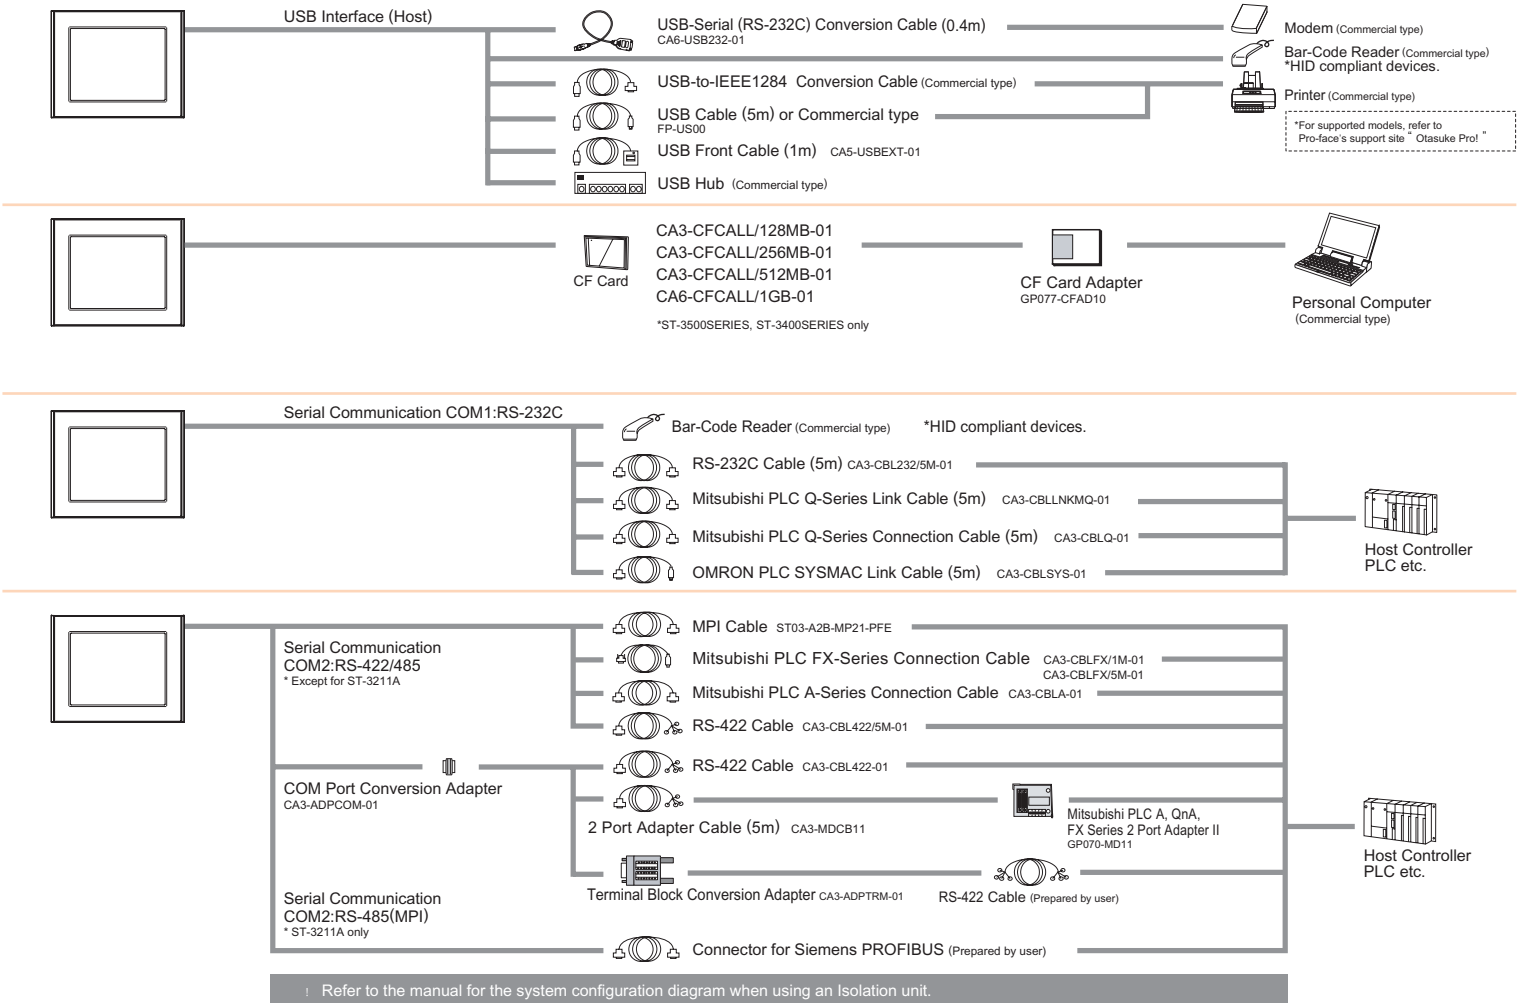 USB Interface (Host)
USB-Serial (RS-232C) Conversion Cable (0.4m)
CA6-USB232-01
Modem (Commercial type)
Bar-Code Reader (Commercial type)
*HID compliant devices.
USB-to-IEEE1284 Conversion Cable (Commercial type)
Printer (Commercial type)
USB Cable (5m) or Commercial type
FP-US00
*For supported models, refer to
Pro-face's support site “ Otasuke Pro! ”
USB Front Cable (1m) CA5-USBEXT-01
USB Hub (Commercial type)
CF Card
CA3-CFCALL/128MB-01
CA3-CFCALL/256MB-01
CA3-CFCALL/512MB-01
CA6-CFCALL/1GB-01
*ST-3500SERIES, ST-3400SERIES only
CF Card Adapter
GP077-CFAD10
Personal Computer
(Commercial type)
Serial Communication COM1:RS-232C
Bar-Code Reader (Commercial type) *HID compliant devices.
RS-232C Cable (5m) CA3-CBL232/5M-01
Mitsubishi PLC Q-Series Link Cable (5m) CA3-CBLLNKMQ-01
Mitsubishi PLC Q-Series Connection Cable (5m) CA3-CBLQ-01
OMRON PLC SYSMAC Link Cable (5m) CA3-CBLSYS-01
Host Controller
PLC etc.
Serial Communication
COM2:RS-422/485
* Except for ST-3211A
MPI Cable ST03-A2B-MP21-PFE
Mitsubishi PLC FX-Series Connection Cable CA3-CBLFX/1M-01
CA3-CBLFX/5M-01
Mitsubishi PLC A-Series Connection Cable CA3-CBLA-01
RS-422 Cable CA3-CBL422/5M-01
COM Port Conversion Adapter
CA3-ADPCOM-01
RS-422 Cable CA3-CBL422-01
2 Port Adapter Cable (5m) CA3-MDCB11
Mitsubishi PLC A, QnA,
FX Series 2 Port Adapter II
GP070-MD11
Terminal Block Conversion Adapter CA3-ADPTRM-01
RS-422 Cable (Prepared by user)
Host Controller
PLC etc.
Serial Communication
COM2:RS-485(MPI)
* ST-3211A only
Connector for Siemens PROFIBUS (Prepared by user)
! Refer to the manual for the system configuration diagram when using an Isolation unit.